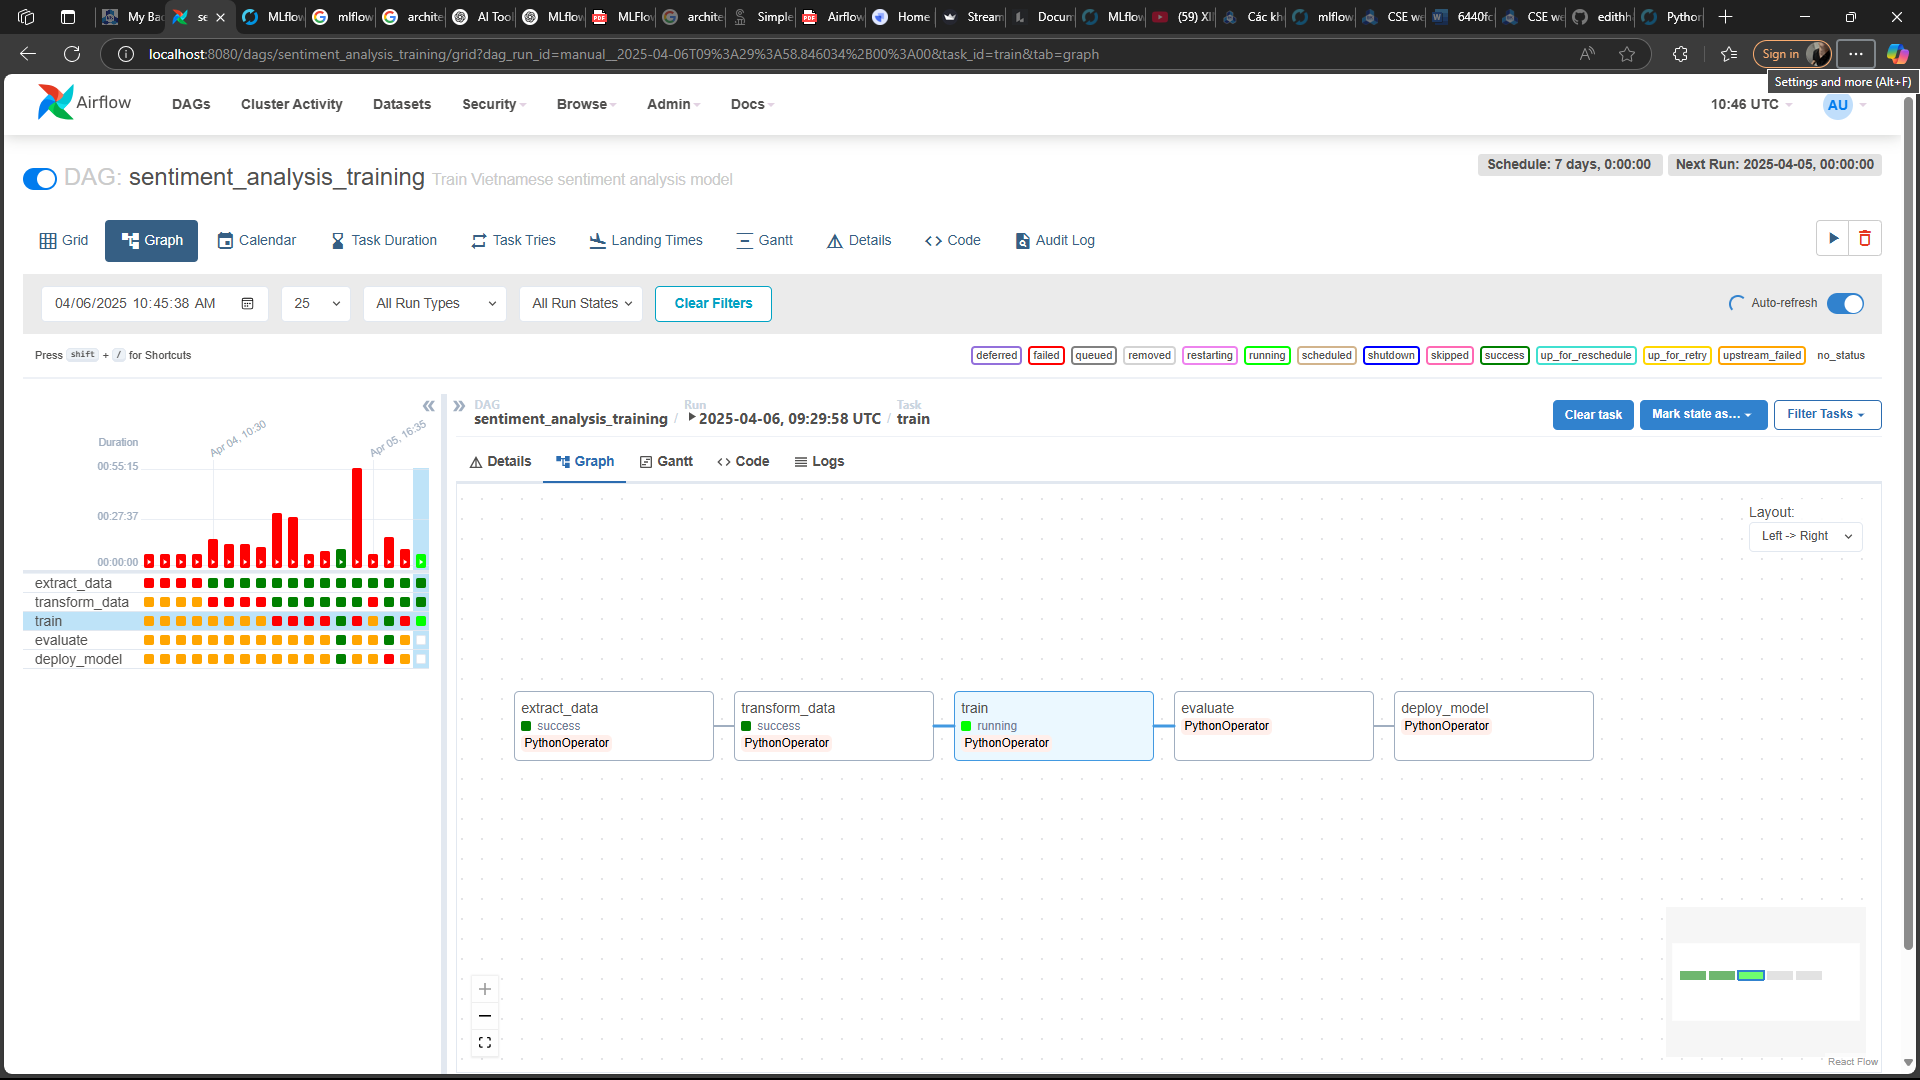 My Ba
se
MLflow
mlflow
archite
AI Tool
MLflow
MLFlow
archite
Simple
Airflow
Home
Stream
Docum
MLflow
(59) XII
Các kh
mlflow
CSE we
6440fc
CSE we
edithh
Python
localhost:8080/dags/sentiment_analysis_training/grid?dag_run_id=manual__2025-04-06T09%3A29%3A58.846034%2B00%3A00&task_id=train&tab=graph
Sign in
Settings and more (Alt+F)
Airflow
DAGs
Cluster Activity
Datasets
Security
Browse
Admin
Docs
10:46 UTC
AU
DAG: sentiment_analysis_training Train Vietnamese sentiment analysis model
Schedule: 7 days, 0:00:00
Next Run: 2025-04-05, 00:00:00
Grid
Graph
Calendar
Task Duration
Task Tries
Landing Times
Gantt
Details
Code
Audit Log
04/06/2025 10:45:38 AM
25
All Run Types
All Run States
Clear Filters
Auto-refresh
Press shift + / for Shortcuts
deferred
failed
queued
removed
restarting
running
scheduled
shutdown
skipped
success
up_for_reschedule
up_for_retry
upstream_failed
no_status
DAG
sentiment_analysis_training
/
Run
2025-04-06, 09:29:58 UTC
/
Task
train
Clear task
Mark state as…
Filter Tasks
Details
Graph
Gantt
Code
Logs
Apr 04, 10:30
Apr 05, 16:35
Duration
00:55:15
00:27:37
00:00:00
extract_data
transform_data
train
evaluate
deploy_model
Layout:
Left -> Right
extract_data
success
PythonOperator
transform_data
success
PythonOperator
train
running
PythonOperator
evaluate
PythonOperator
deploy_model
PythonOperator
React Flow